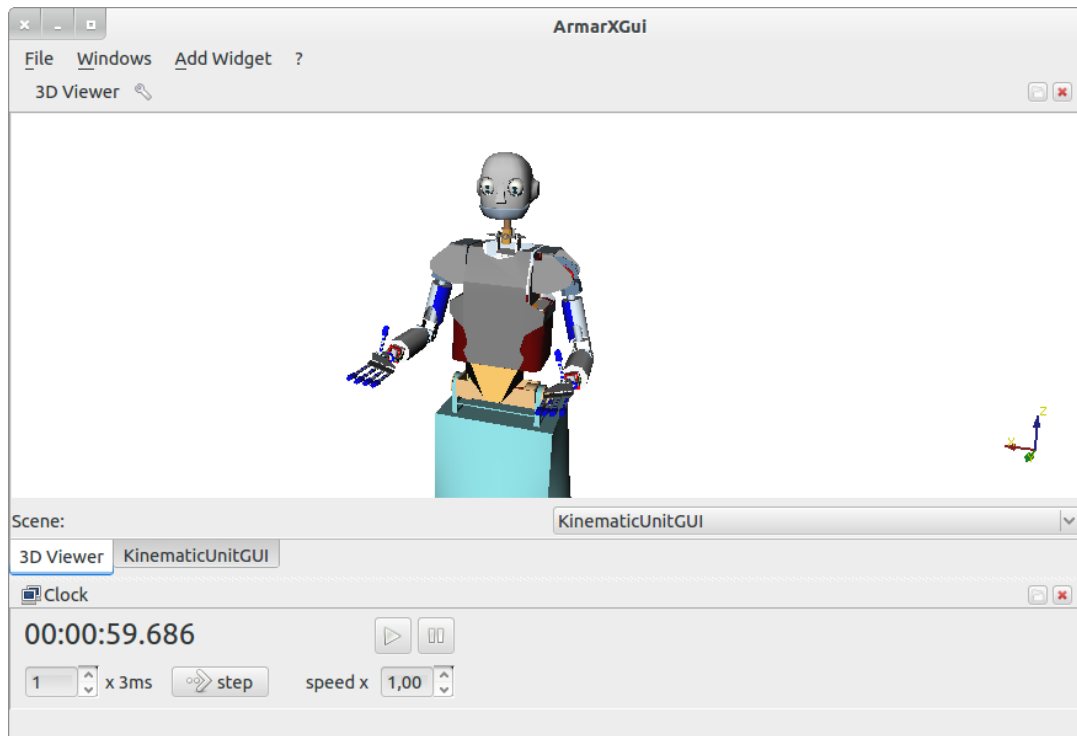 ArmarXGui
File Windows Add Widget ?
3D Viewer
Z
X
Scene: KinematicUnitGUI
3D Viewer KinematicUnitGUI
Clock
00:00:59.686
1 x 3ms step speed x 1,00